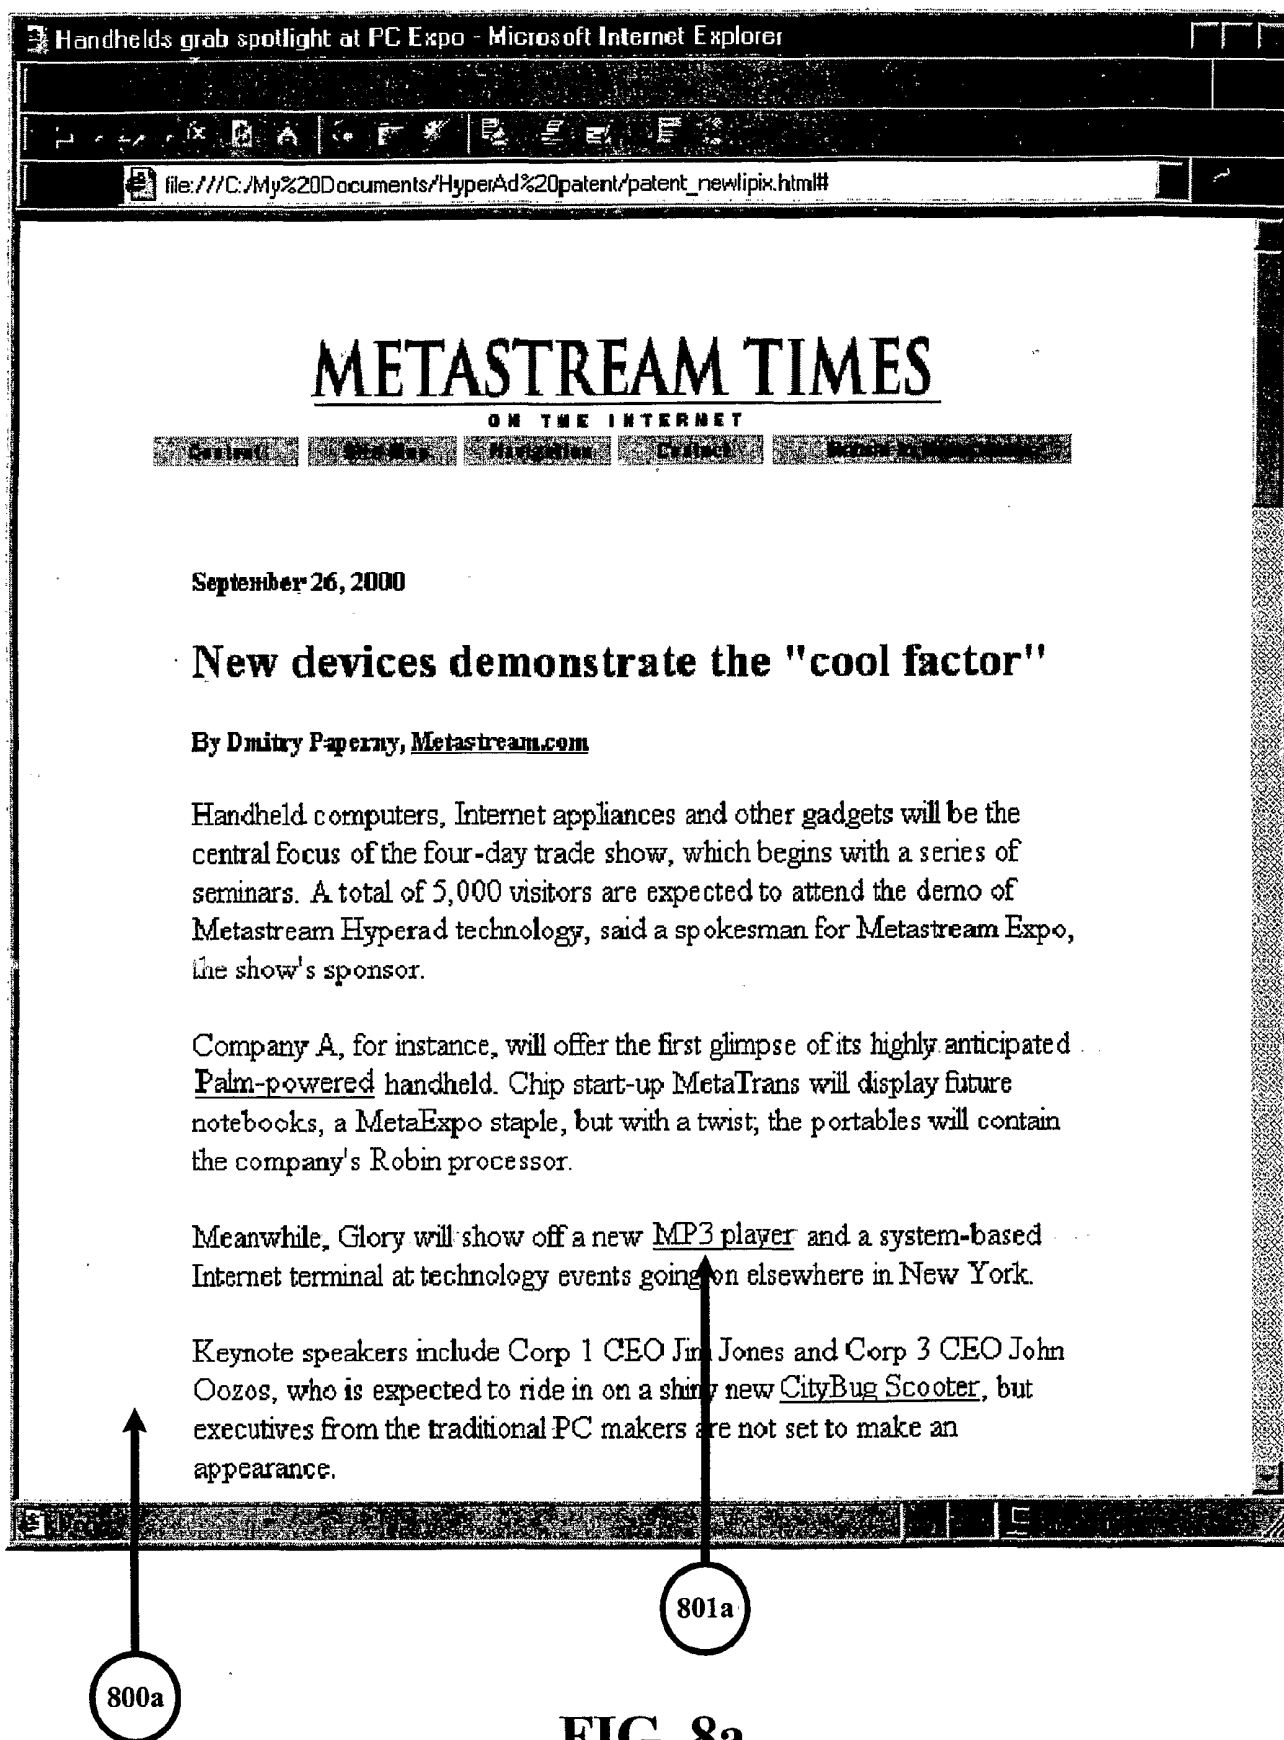 Handhelds grab spotlight at PC Expo - Microsoft Internet Explorer
file:///C:/My%20Documents/HyperAd%20patent/patent_newlipix.html#
METASTREAM TIMES
ON THE INTERNET
Content Site Map Navigation Contact
September 26, 2000
New devices demonstrate the "cool factor"
By Dmitry Paperny, Metastream.com
Handheld computers, Internet appliances and other gadgets will be the
central focus of the four-day trade show, which begins with a series of
seminars. A total of 5,000 visitors are expected to attend the demo of
Metastream Hyperad technology, said a spokesman for Metastream Expo,
the show's sponsor.
Company A, for instance, will offer the first glimpse of its highly anticipated
Palm-powered handheld. Chip start-up MetaTrans will display future
notebooks, a MetaExpo staple, but with a twist; the portables will contain
the company's Robin processor.
Meanwhile, Glory will show off a new MP3 player and a system-based
Internet terminal at technology events going on elsewhere in New York.
Keynote speakers include Corp 1 CEO Jim Jones and Corp 3 CEO John
Oozos, who is expected to ride in on a shiny new CityBug Scooter, but
executives from the traditional PC makers are not set to make an
appearance.
801a
800a
FIG. 8a